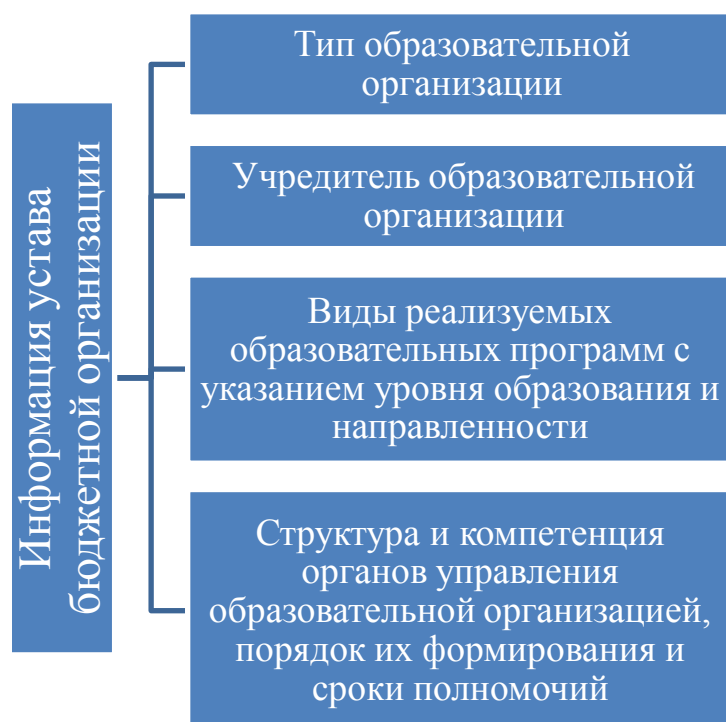 Информация устава
бюджетной организации
Тип образовательной
организации
Учредитель образовательной
организации
Виды реализуемых
образовательных программ с
указанием уровня образования и
направленности
Структура и компетенция
органов управления
образовательной организацией,
порядок их формирования и
сроки полномочий